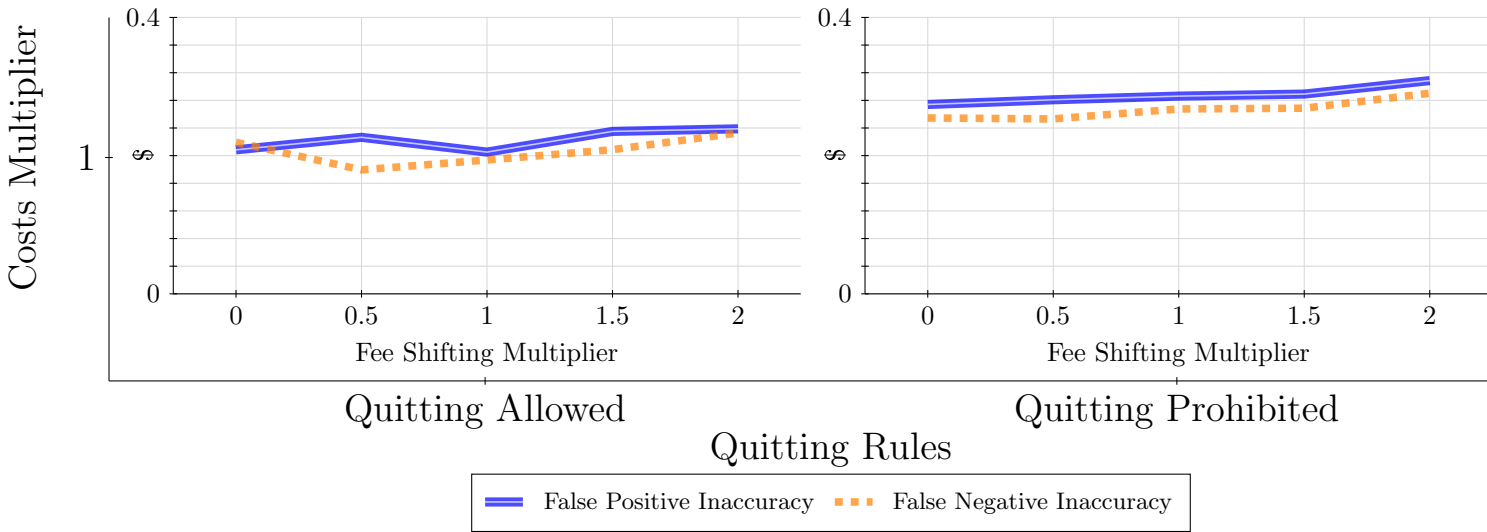 Costs Multiplier
1
0.4
$
0
0 0.5 1 1.5 2
Fee Shifting Multiplier
0.4
$
0
0 0.5 1 1.5 2
Fee Shifting Multiplier
Quitting Allowed Quitting Prohibited
Quitting Rules
False Positive Inaccuracy False Negative Inaccuracy